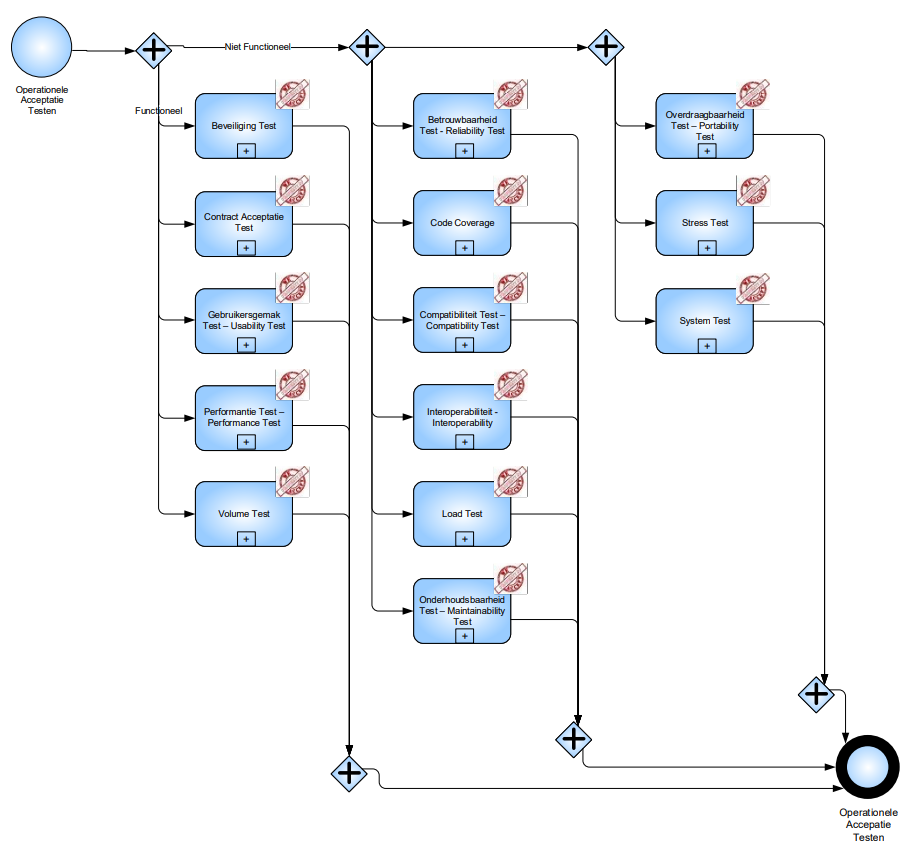 Operationele
Acceptatie
Testen
Niet Functioneel
Functioneel
Beveiliging Test
Contract Acceptatie
Test
Gebruikersgemak
Test – Usability Test
Performantie Test –
Performance Test
Volume Test
Betrouwbaarheid
Test - Reliability Test
Code Coverage
Compatibiliteit Test –
Compatibility Test
Interoperabiliteit -
Interoperability
Load Test
Onderhoudsbaarheid
Test – Maintainability
Test
Overdraagbaarheid
Test – Portability
Test
Stress Test
System Test
Operationele
Accepatie
Testen